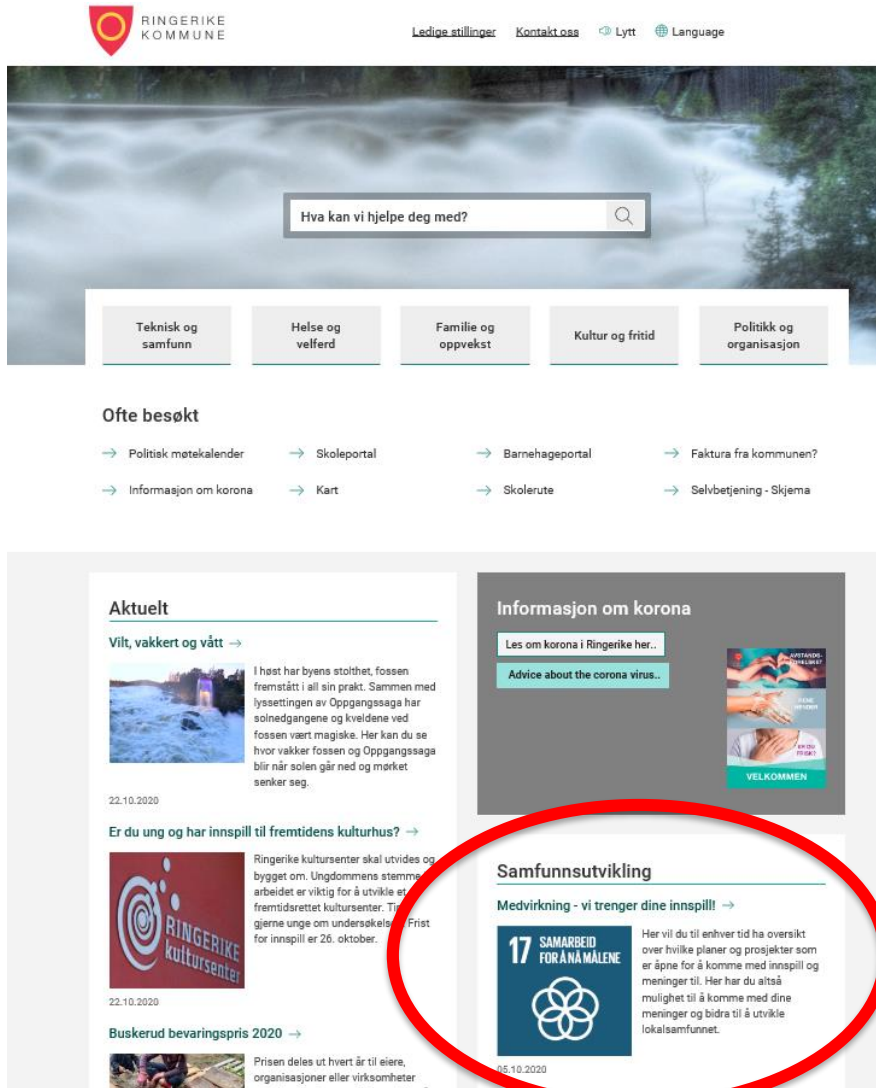 RINGERIKE
KOMMUNE
Ledige stillinger Kontakt oss Lytt Language
Hva kan vi hjelpe deg med?
Teknisk og
samfunn
Helse og
velferd
Familie og
oppvekst
Kultur og fritid
Politikk og
organisasjon
Ofte besøkt
Politisk møtekalender
Skoleportal
Barnehageportal
Faktura fra kommunen?
Informasjon om korona
Kart
Skolerute
Selvbetjening - Skjema
Aktuelt
Vilt, vakkert og vått
I høst har byens stolthet, fossen
fremstått i all sin prakt. Sammen med
lyssettingen av Oppgangssaga har
solnedgangene og kveldene ved
fossen vært magiske. Her kan du se
hvor vakker fossen og Oppgangssaga
blir når solen går ned og mørket
senker seg.
22.10.2020
Er du ung og har innspill til fremtidens kulturhus?
Ringerike kultursenter skal utvides og
bygget om. Ungdommens stemme
arbeidet er viktig for å utvikle et
fremtidsrettet kultursenter.
gjerne unge om undersøkelse Frist
for innspill er 26. oktober.
RINGERIKE
kultursenter
22.10.2020
Buskerud bevaringspris 2020
Prisen deles ut hvert år til eiere,
organisasjoner eller virksomheter
Informasjon om korona
Les om korona i Ringerike her..
Advice about the corona virus..
AVSTANDS-
FORELSKET
RENE
HENDER
ER DU
FRISK?
VELKOMMEN
Samfunnsutvikling
Medvirkning - vi trenger dine innspill!
17 SAMARBEID
FOR Å NÅ MÅLENE
Her vil du til enhver tid ha oversikt
over hvilke planer og prosjekter som
er åpne for å komme med innspill og
meninger til. Her har du altså
mulighet til å komme med dine
meninger og bidra til å utvikle
lokalsamfunnet.
05.10.2020